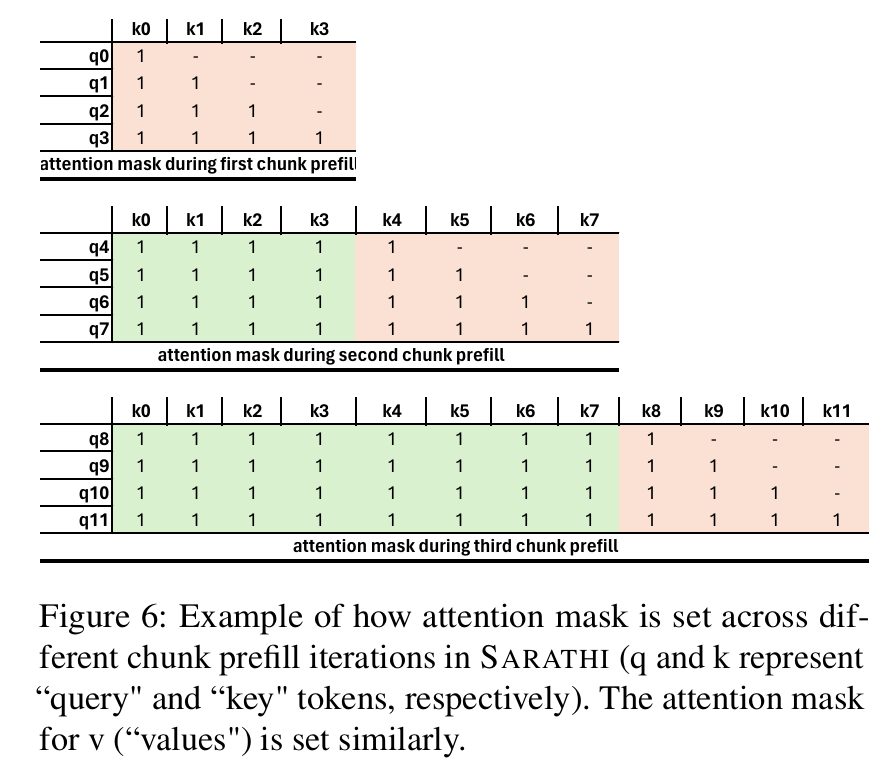 k0 k1 k2 k3
q0 1 - - -
q1 1 1 - -
q2 1 1 1 -
q3 1 1 1 1
attention mask during first chunk prefill
k0 k1 k2 k3 k4 k5 k6 k7
q4 1 1 1 1 1 - - -
q5 1 1 1 1 1 1 - -
q6 1 1 1 1 1 1 1 -
q7 1 1 1 1 1 1 1 1
attention mask during second chunk prefill
k0 k1 k2 k3 k4 k5 k6 k7 k8 k9 k10 k11
q8 1 1 1 1 1 1 1 1 1 - - -
q9 1 1 1 1 1 1 1 1 1 1 - -
q10 1 1 1 1 1 1 1 1 1 1 1 -
q11 1 1 1 1 1 1 1 1 1 1 1 1
attention mask during third chunk prefill
Figure 6: Example of how attention mask is set across dif-
ferent chunk prefill iterations in SARATHI (q and k represent
“query" and “key" tokens, respectively). The attention mask
for v (“values") is set similarly.